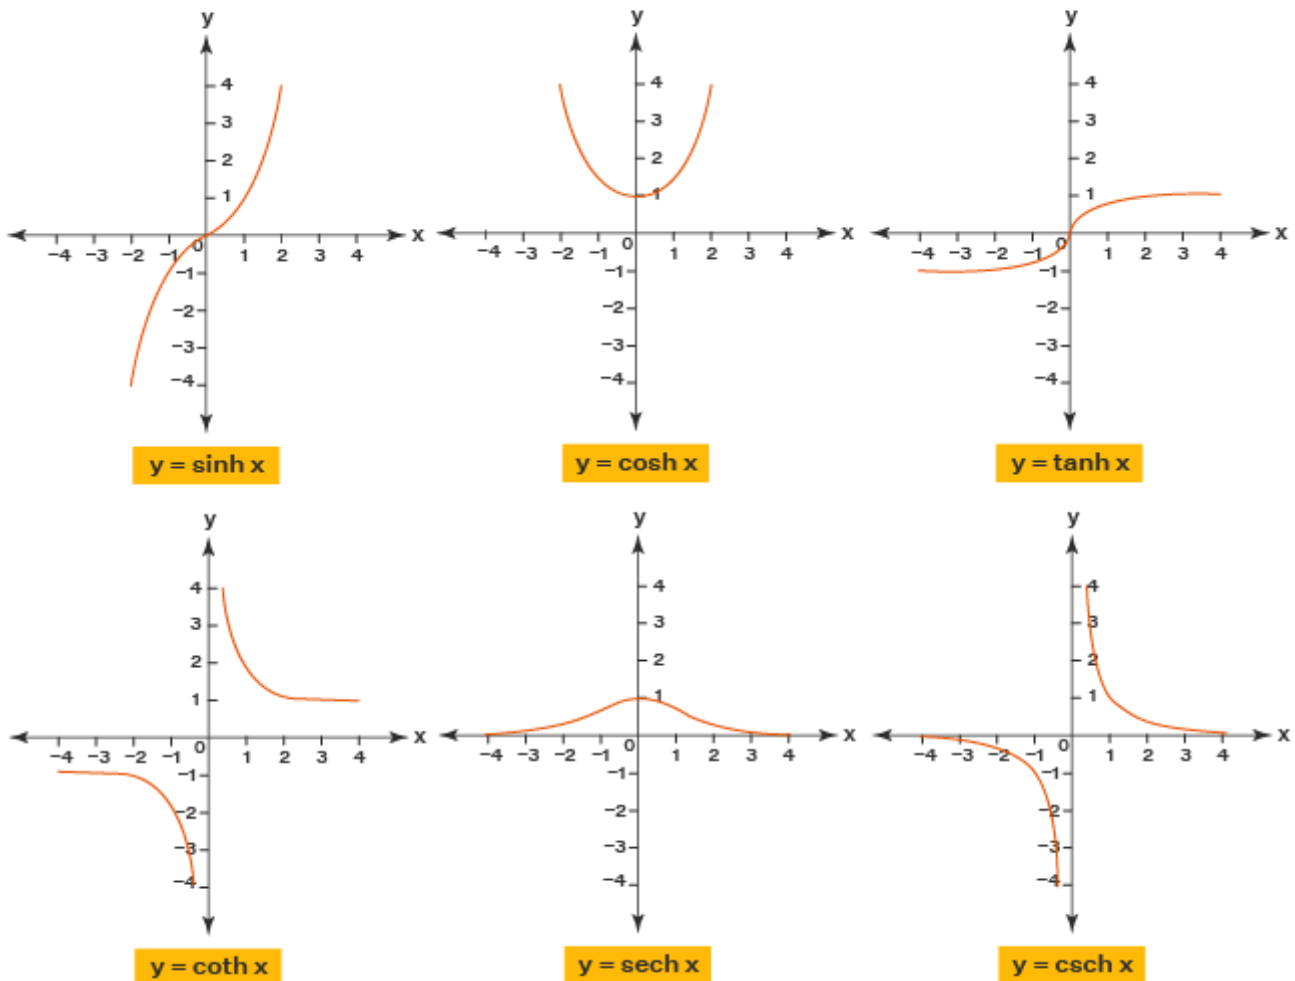 y
4
3
2
1
x
-4 -3 -2 -1 0 1 2 3 4
-1
-2
-3
-4
y = sinh x
y
4
3
2
1
x
-4 -3 -2 -1 0 1 2 3 4
-1
-2
-3
-4
y = cosh x
y
4
3
2
1
x
-4 -3 -2 -1 0 1 2 3 4
-1
-2
-3
-4
y = tanh x
y
4
3
2
1
x
-4 -3 -2 -1 0 1 2 3 4
-1
-2
-3
-4
y = coth x
y
4
3
2
1
x
-4 -3 -2 -1 0 1 2 3 4
-1
-2
-3
-4
y = sech x
y
4
3
2
1
x
-4 -3 -2 -1 0 1 2 3 4
-1
-2
-3
-4
y = csch x